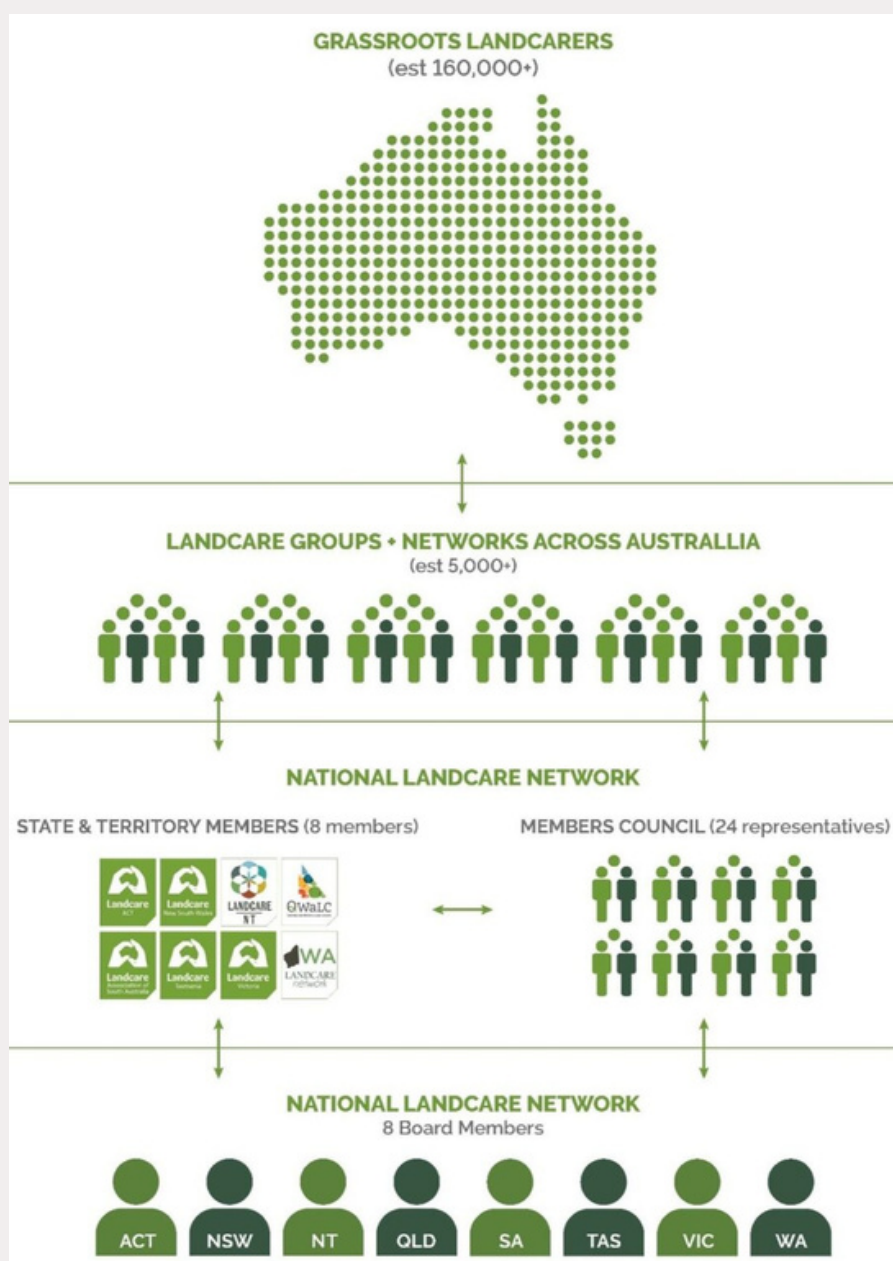 GRASSROOTS LANDCARERS
(est 160,000+)
LANDCARE GROUPS + NETWORKS ACROSS AUSTRALLIA
(est 5,000+)
NATIONAL LANDCARE NETWORK
STATE & TERRITORY MEMBERS (8 members)
MEMBERS COUNCIL (24 representatives)
Landcare
ACT
Landcare
New South Wales
LANDCARE
NT
QWaLC
Landcare
Association of
South Australia
Landcare
Tasmania
Landcare
Victoria
WA
LANDCARE
network
NATIONAL LANDCARE NETWORK
8 Board Members
ACT
NSW
NT
QLD
SA
TAS
VIC
WA